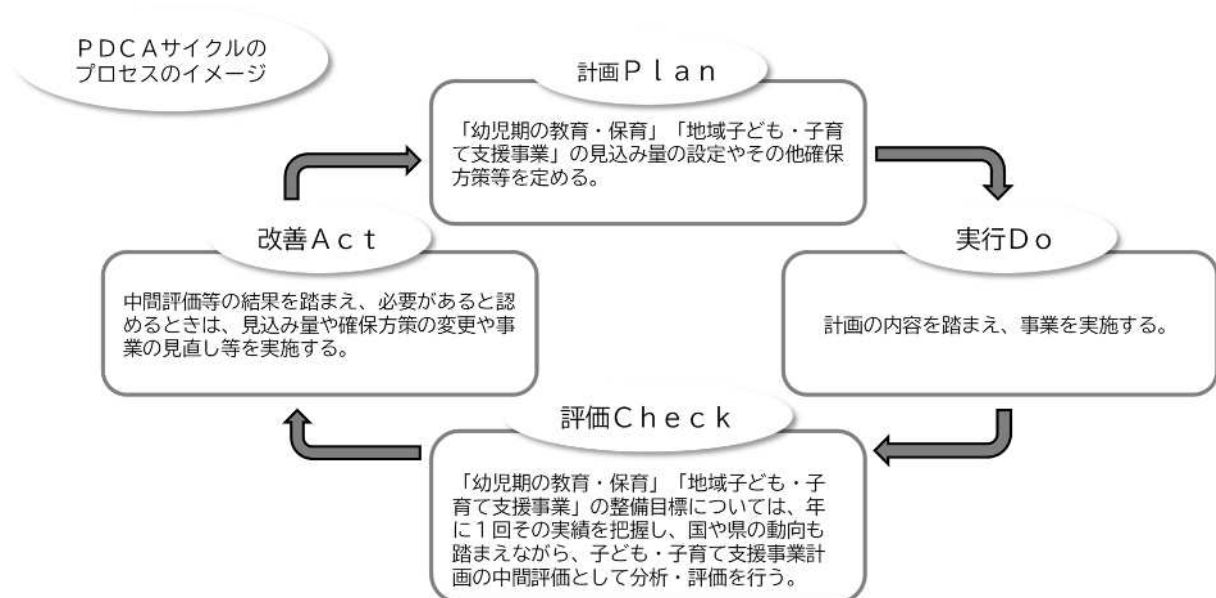 PDCAサイクルの
プロセスのイメージ
計画Plan
「幼児期の教育・保育」「地域子ども・子育
て支援事業」の見込み量の設定やその他確保
方策等を定める。
改善Act
中間評価等の結果を踏まえ、必要があると認
めるときは、見込み量や確保方策の変更や事
業の見直し等を実施する。
実行Do
計画の内容を踏まえ、事業を実施する。
評価Check
「幼児期の教育・保育」「地域子ども・子
育て支援事業」の整備目標については、年
に1回その実績を把握し、国や県の動向も
踏まえながら、子ども・子育て支援事業計
画の中間評価として分析・評価を行う。